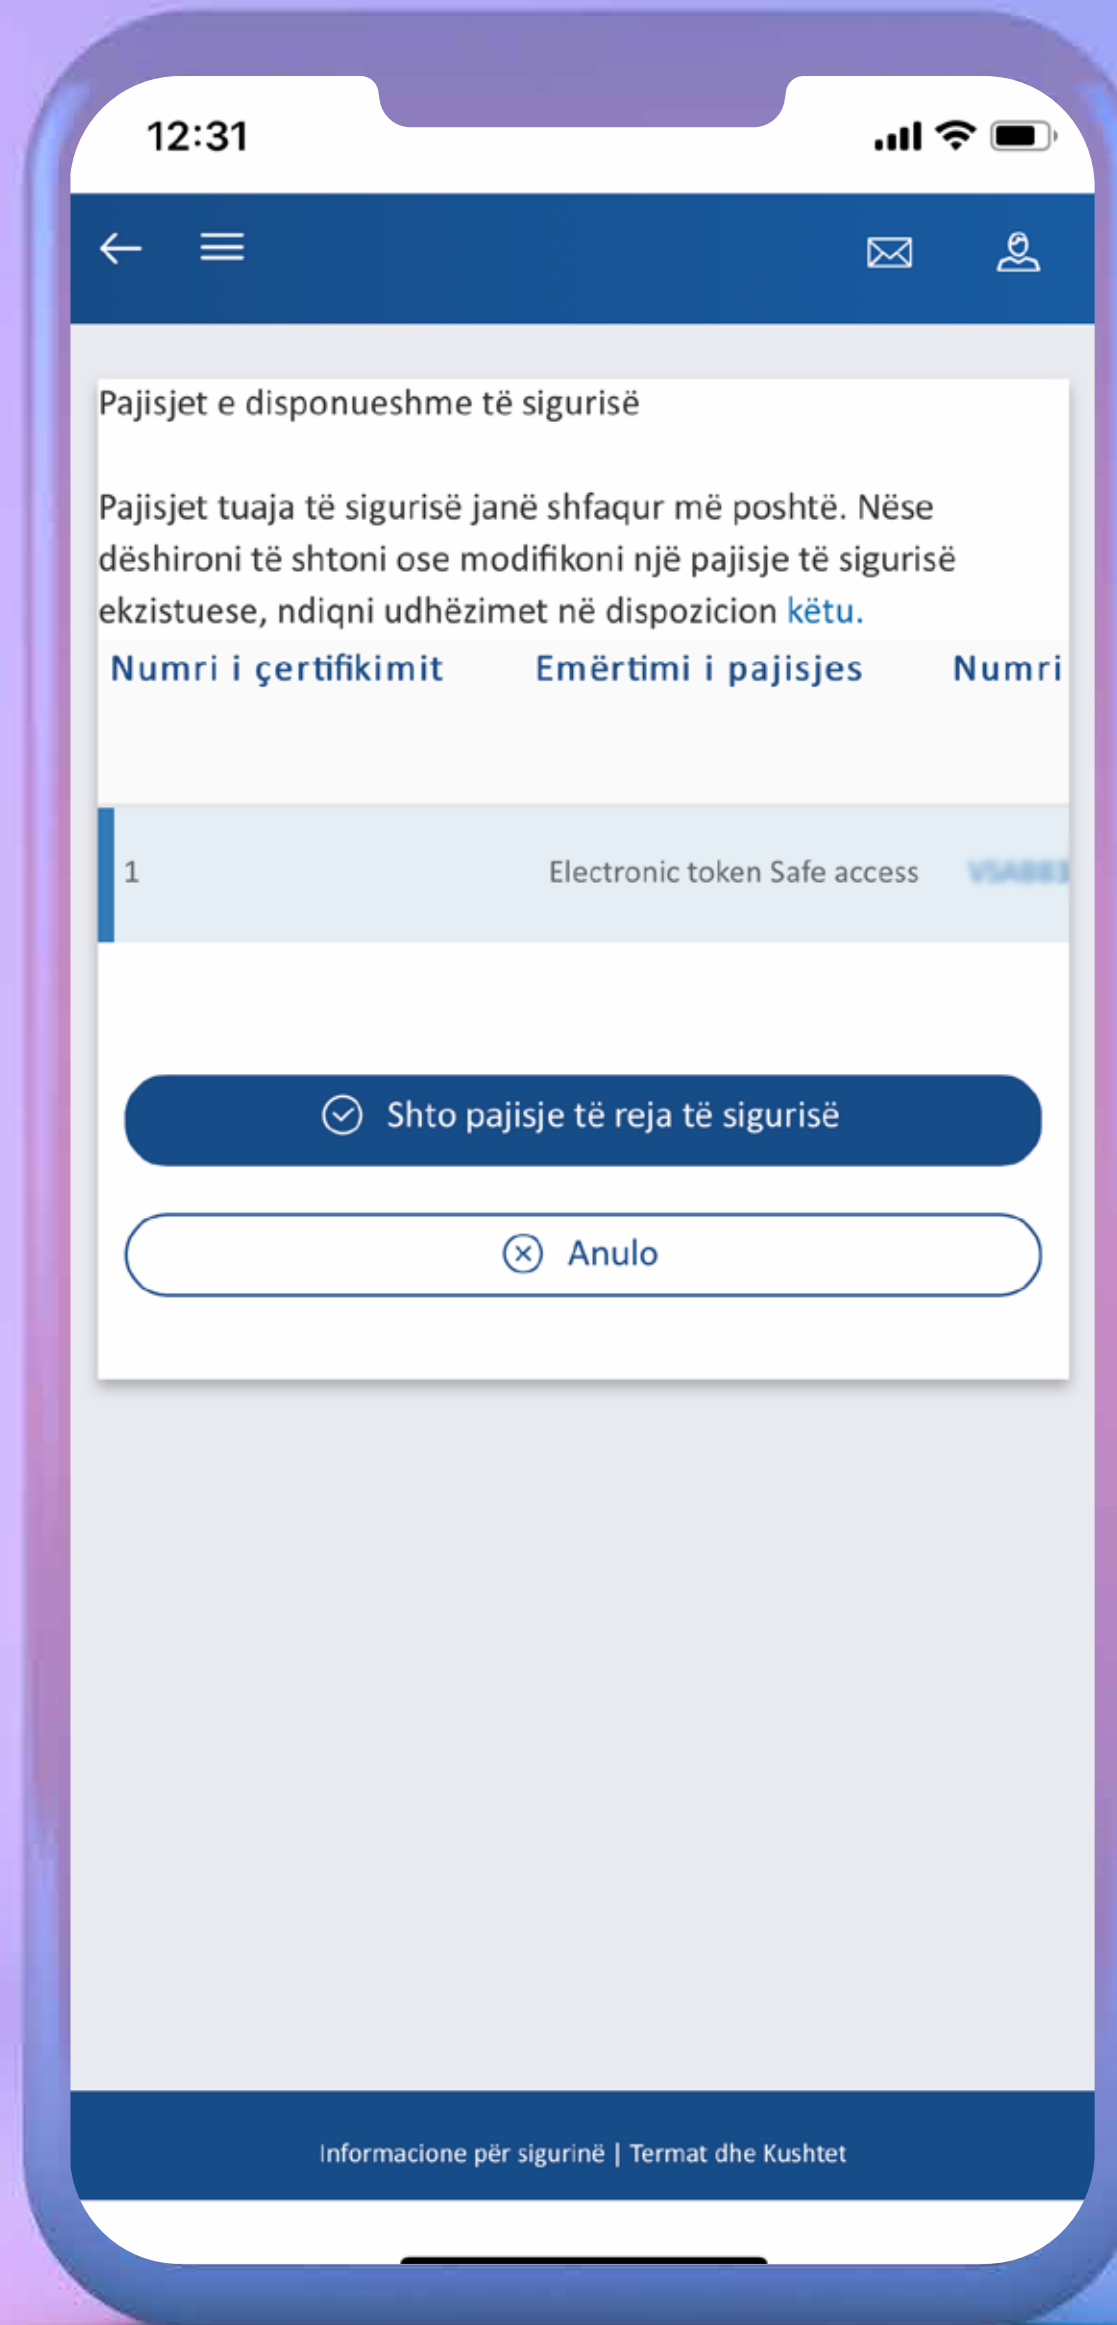 12:31
Pajisjet e disponueshme të sigurisë
Pajisjet tuaja të sigurisë janë shfaqur më poshtë. Nëse
dëshironi të shtoni ose modifikoni një pajisje të sigurisë
ekzistuese, ndiqni udhëzimet në dispozicion këtu.
Numri i çertifikimit Emërtimi i pajisjes Numri
1 Electronic token Safe access
Shto pajisje të reja të sigurisë
Anulo
Informacione për sigurinë | Termat dhe Kushtet